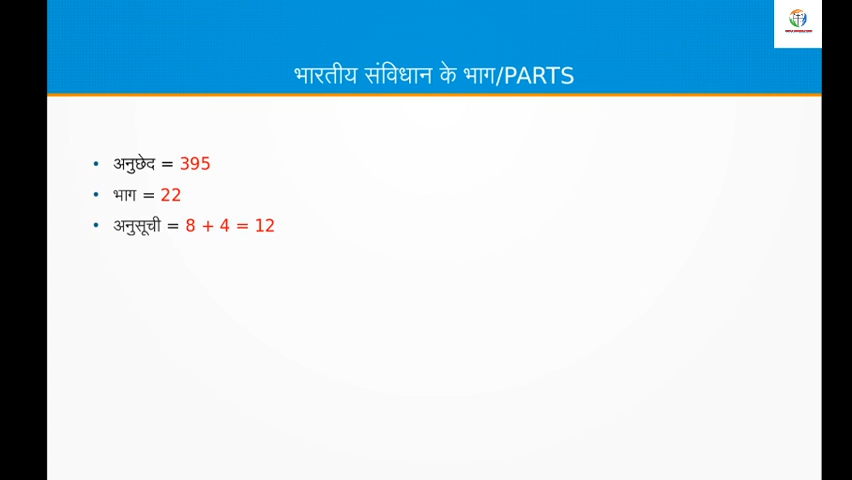 भारतीय संविधान के भाग/PARTS
• अनुछेद = 395
• भाग = 22
• अनुसूची = 8 + 4 = 12